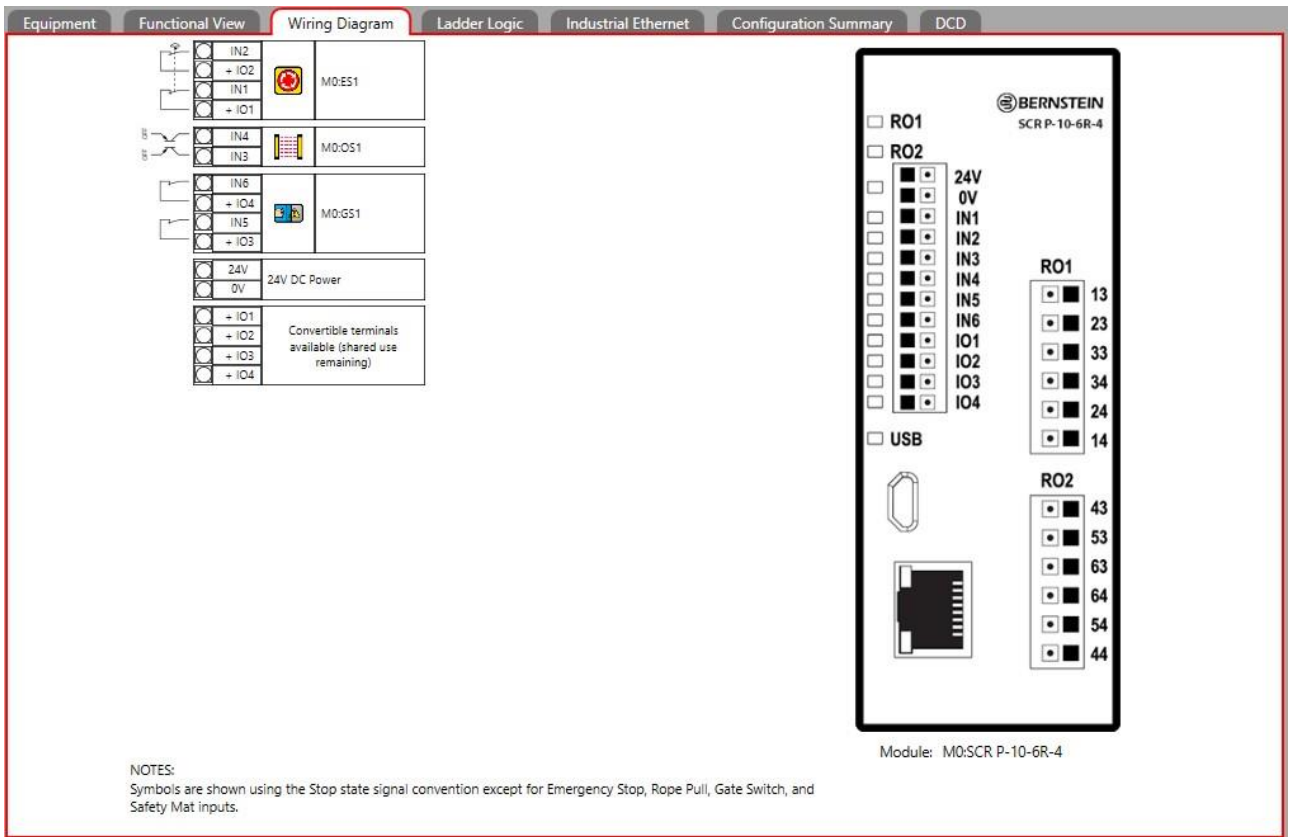 Equipment Functional View Wiring Diagram Ladder Logic Industrial Ethernet Configuration Summary DCD
IN2
+ IO2
IN1
+ IO1
M0:ES1
OFF
OFF
IN4
IN3
M0:OS1
IN6
+ IO4
IN5
+ IO3
M0:GS1
24V
0V
24V DC Power
+ IO1
+ IO2
+ IO3
+ IO4
Convertible terminals
available (shared use
remaining)
BERNSTEIN
SCR P-10-6R-4
RO1
RO2
24V
0V
IN1
IN2
IN3
IN4
IN5
IN6
IO1
IO2
IO3
IO4
USB
RO1
13
23
33
34
24
14
RO2
43
53
63
64
54
44
Module: M0:SCR P-10-6R-4
NOTES:
Symbols are shown using the Stop state signal convention except for Emergency Stop, Rope Pull, Gate Switch, and
Safety Mat inputs.